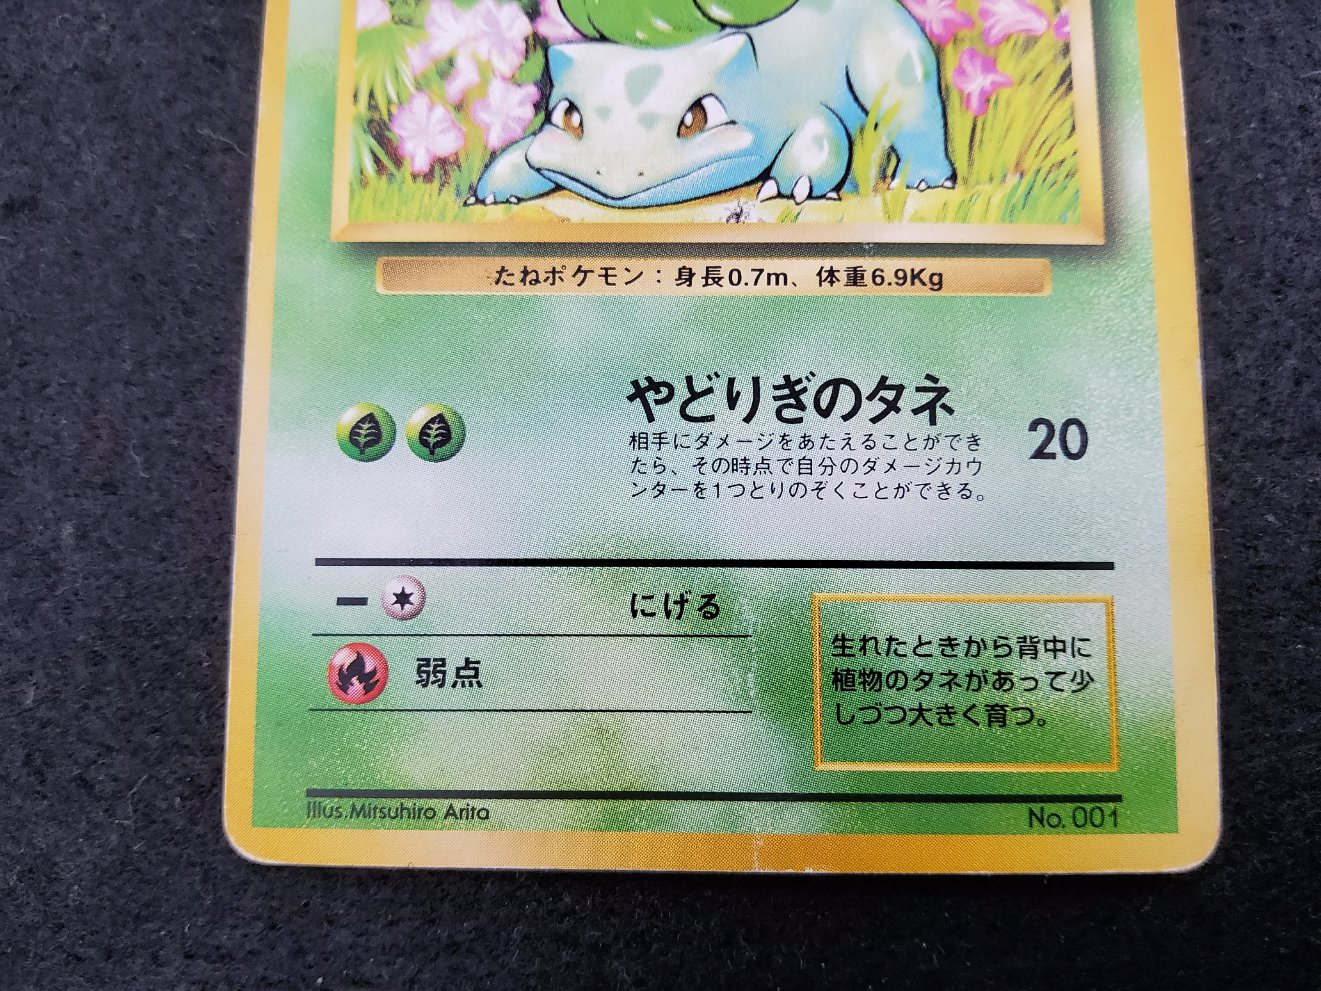 たねポケモン：身長0.7m、体重6.9Kg
やどりぎのタネ
相手にダメージをあたえることができ
たら、その時点で自分のダメージカウ
ンターを1つとりのぞくことができる。
20
にげる
弱点
生れたときから背中に
植物のタネがあって少
しづつ大きく育つ。
Illus.Mitsuhiro Arita
No. 001